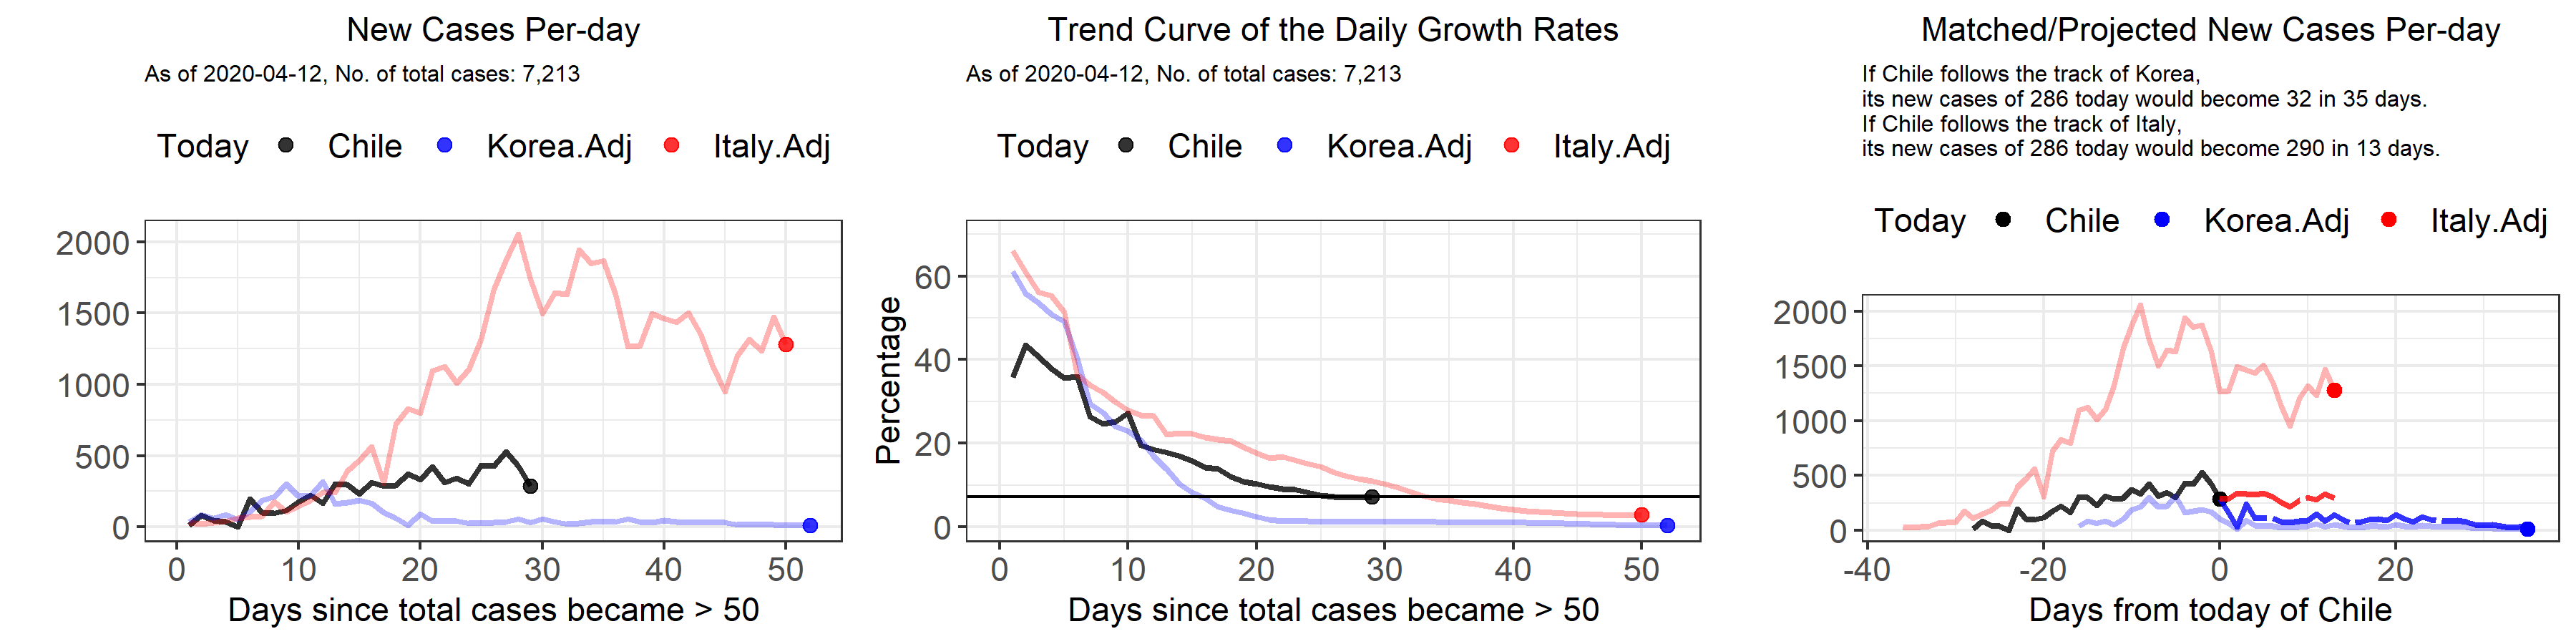 New Cases Per-day
As of 2020-04-12, No. of total cases: 7,213
Today Chile Korea.Adj Italy.Adj
2000
1500
1000
500
0
0 10 20 30 40 50
Days since total cases became > 50
Trend Curve of the Daily Growth Rates
As of 2020-04-12, No. of total cases: 7,213
Today Chile Korea.Adj Italy.Adj
Percentage
60
40
20
0
0 10 20 30 40 50
Days since total cases became > 50
Matched/Projected New Cases Per-day
If Chile follows the track of Korea,
its new cases of 286 today would become 32 in 35 days.
If Chile follows the track of Italy,
its new cases of 286 today would become 290 in 13 days.
Today Chile Korea.Adj Italy.Adj
2000
1500
1000
500
0
-40 -20 0 20
Days from today of Chile